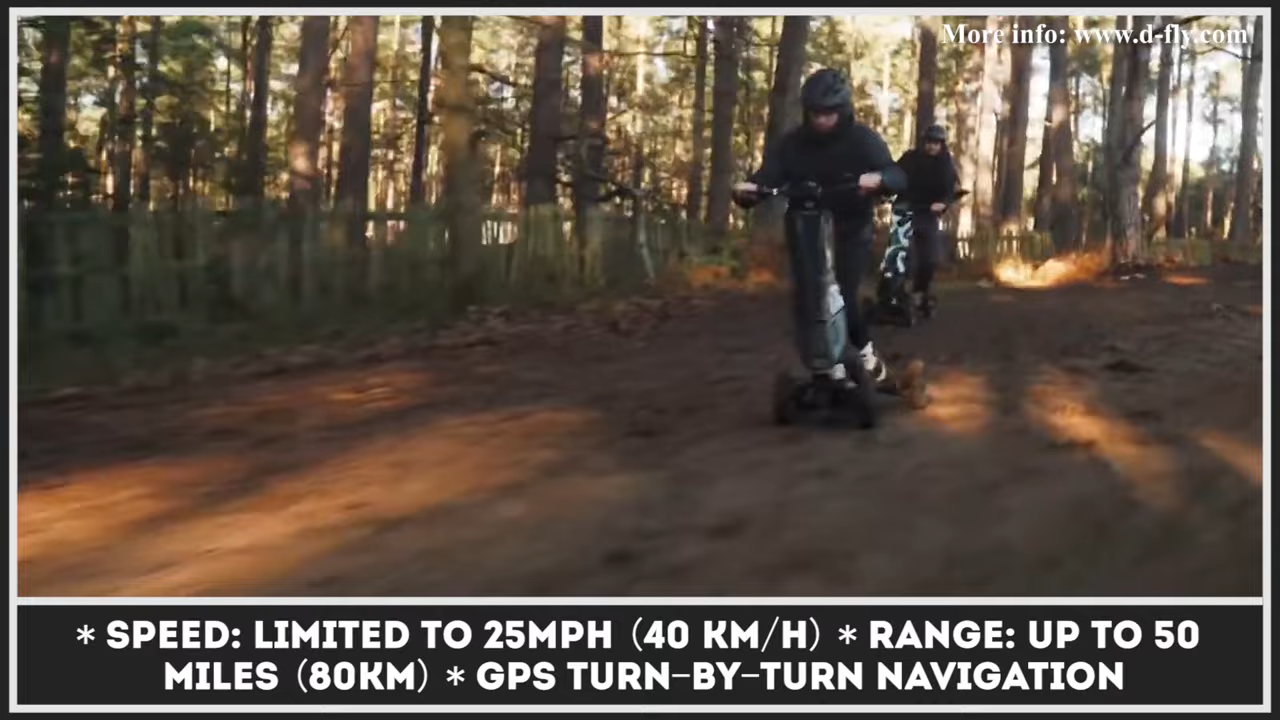 More info: www.d-fly.com
* SPEED: LIMITED TO 25MPH (40 KM/H) * RANGE: UP TO 50
MILES (80KM) * GPS TURN-BY-TURN NAVIGATION